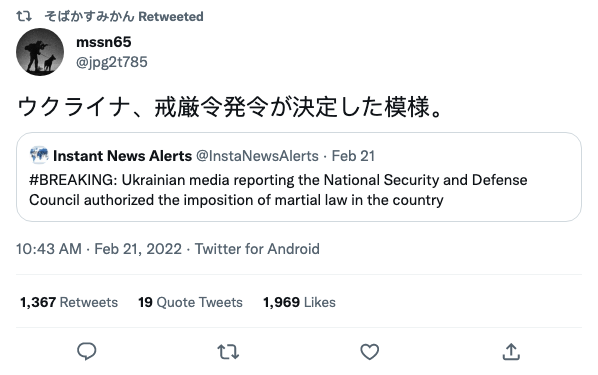 そばかすみかん Retweeted
mssn65
@jpg2t785
ウクライナ、戒厳令発令が決定した模様。
Instant News Alerts @InstaNewsAlerts · Feb 21
#BREAKING: Ukrainian media reporting the National Security and Defense
Council authorized the imposition of martial law in the country
10:43 AM · Feb 21, 2022 · Twitter for Android
1,367 Retweets 19 Quote Tweets 1,969 Likes